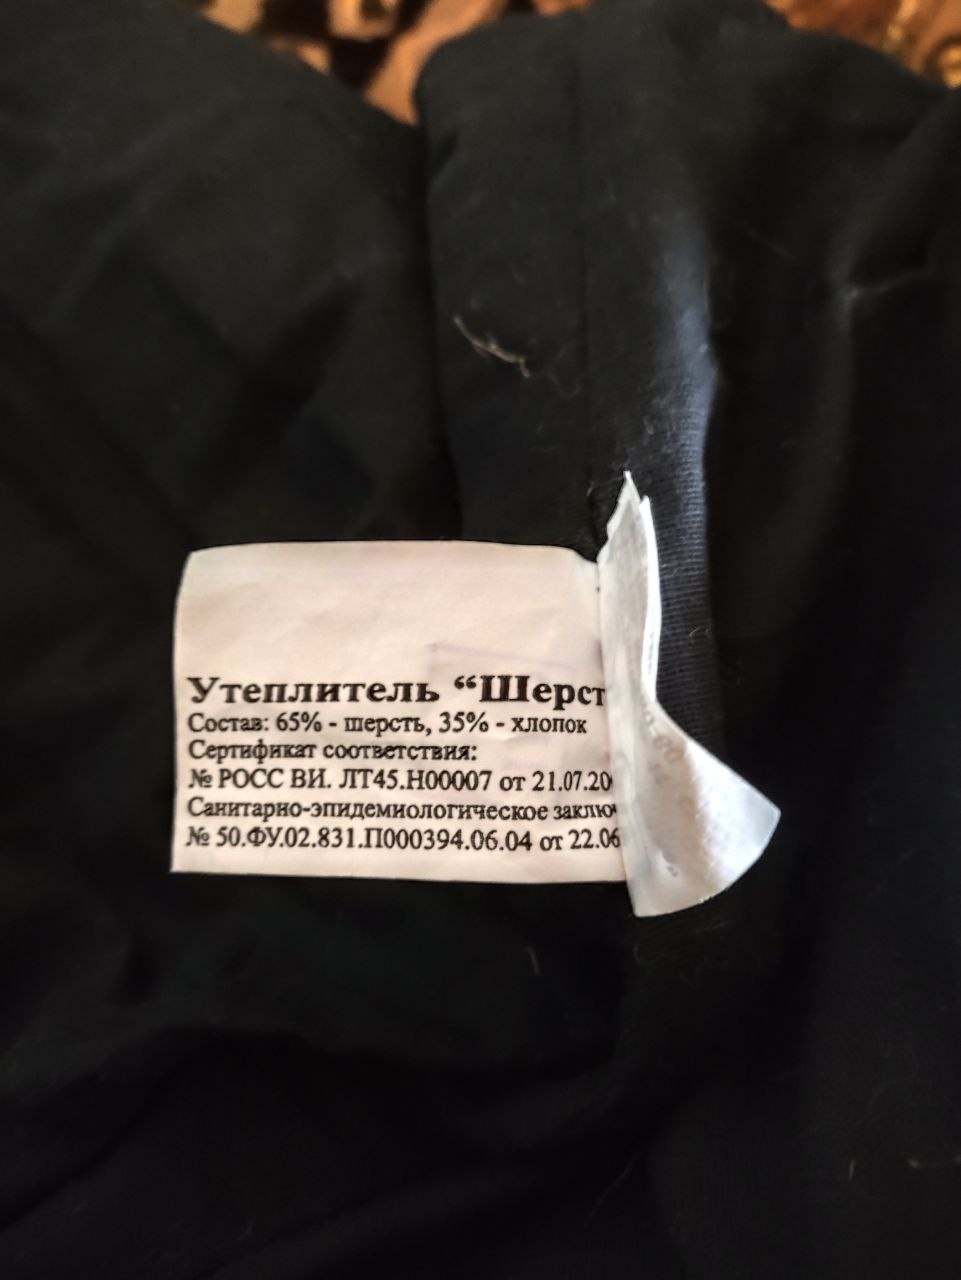 Утеплитель “Шерст
Состав: 65% - шерсть, 35% - хлопок
Сертификат соответствия:
№ РОСС ВИ. ЛТ45.Н00007 от 21.07.20
Санитарно-эпидемиологическое заклю
№ 50.ФУ.02.831.П000394.06.04 от 22.06